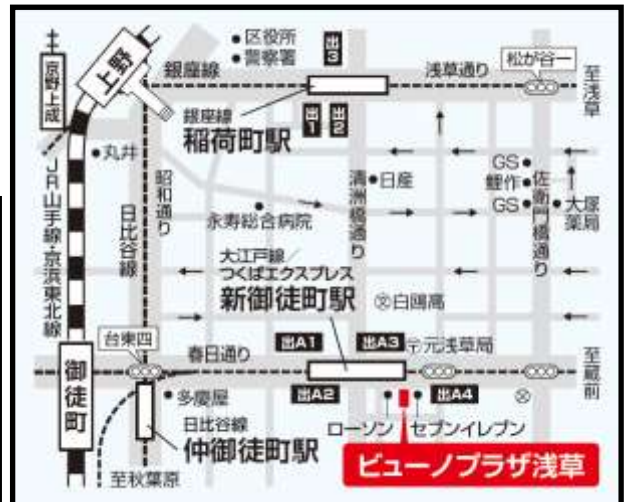 区役所
警察署
出3
松が谷一
上野
京成上野
銀座線
浅草通り
至浅草
銀座線
稲荷町駅
出1
出2
丸井
昭和通り
日比谷線
JR山手線・京浜東北線
永寿総合病院
清洲橋通り
日産
GS
鯉作
GS
佐衛門橋通り
大塚薬局
大江戸線/
つくばエクスプレス
新御徒町駅
文白鷗高
台東四
春日通り
出A1
出A3
〒元浅草局
至蔵前
御徒町
多慶屋
出A2
出A4
日比谷線
仲御徒町駅
ローソン
セブンイレブン
至秋葉原
ビューノプラザ浅草